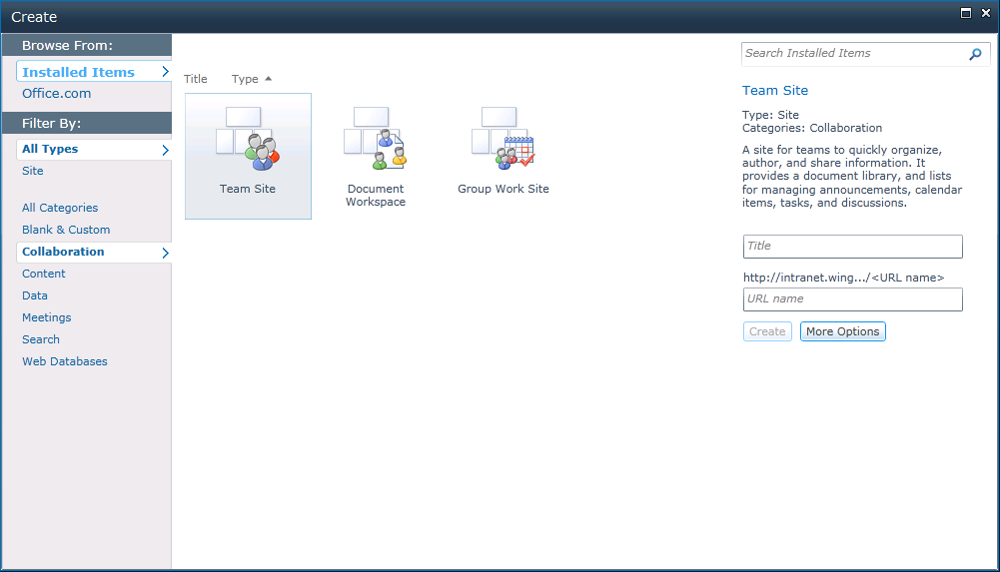 Create
Browse From:
Installed Items
Office.com
Filter By:
All Types
Site
All Categories
Blank & Custom
Collaboration
Content
Data
Meetings
Search
Web Databases
Title Type
Team Site
Document
Workspace
Group Work Site
Search Installed Items
Team Site
Type: Site
Categories: Collaboration
A site for teams to quickly organize,
author, and share information. It
provides a document library, and lists
for managing announcements, calendar
items, tasks, and discussions.
Title
http://intranet.wing.../<URL name>
URL name
Create More Options